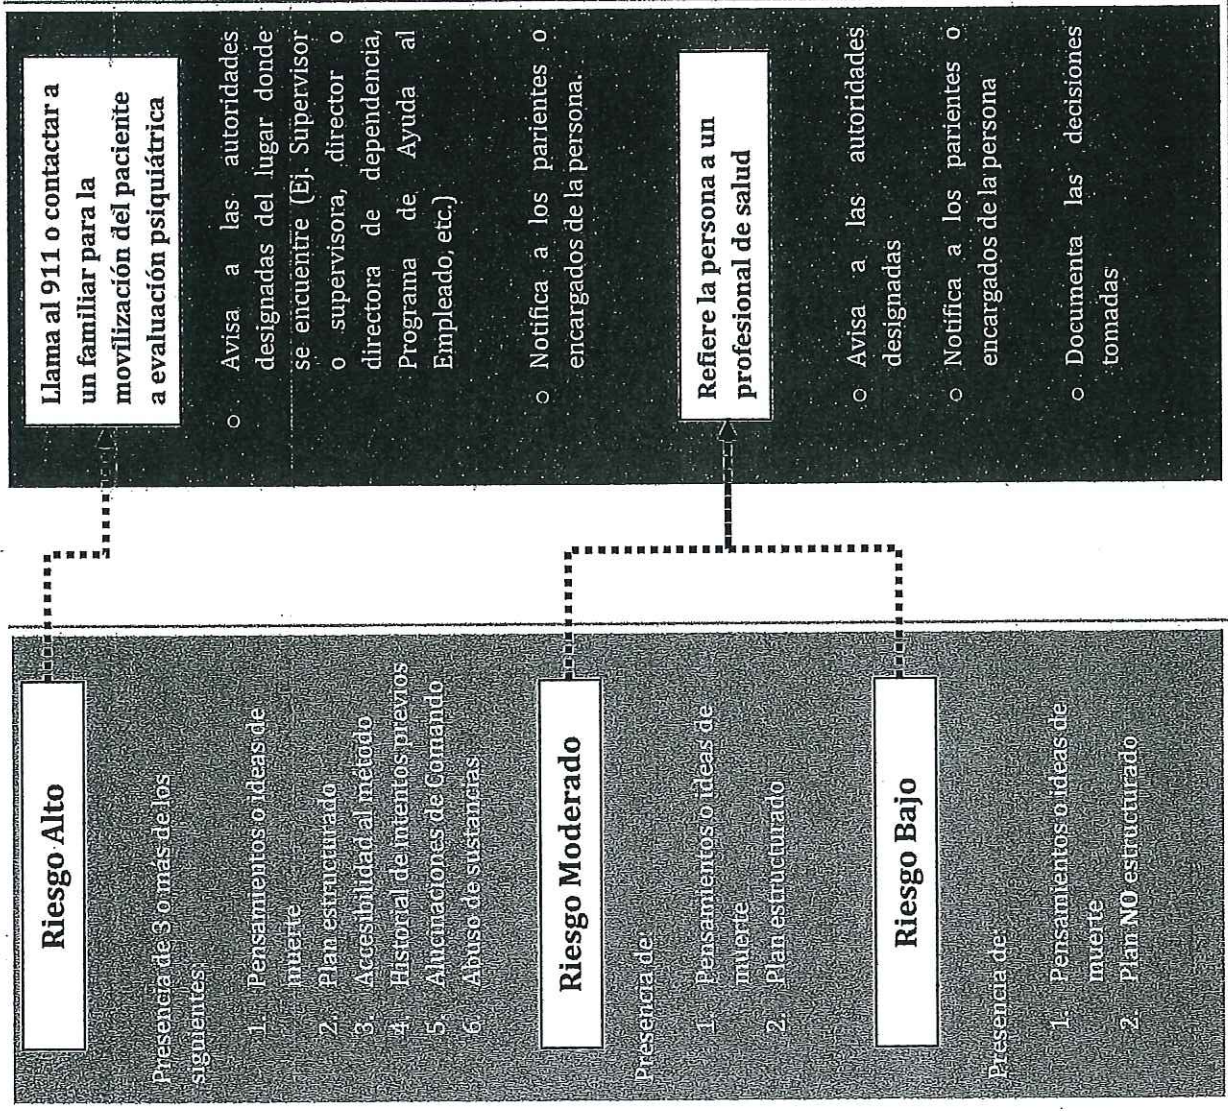 Riesgo Alto
Presencia de 3 o más de los
siguientes:
1. Pensamientos o ideas de
muerte
2. Plan estructurado
3. Accesibilidad al método
4. Historial de intentos previos
5. Alucinaciones de Comando
6. Abuso de sustancias
Riesgo Moderado
Presencia de:
1. Pensamientos o ideas de
muerte
2. Plan estructurado
Riesgo Bajo
Presencia de:
1. Pensamientos o ideas de
muerte
2. Plan NO estructurado
Llama al 911 o contactar a
un familiar para la
movilización del paciente
a evaluación psiquiátrica
○ Avisa a las autoridades
designadas del lugar donde
se encuentre (Ej. Supervisor
o supervisora, director o
directora de dependencia,
Programa de Ayuda al
Empleado, etc.)
○ Notifica a los parientes o
encargados de la persona.
Refiere la persona a un
profesional de salud
○ Avisa a las autoridades
designadas
○ Notifica a los parientes o
encargados de la persona
○ Documenta las decisiones
tomadas